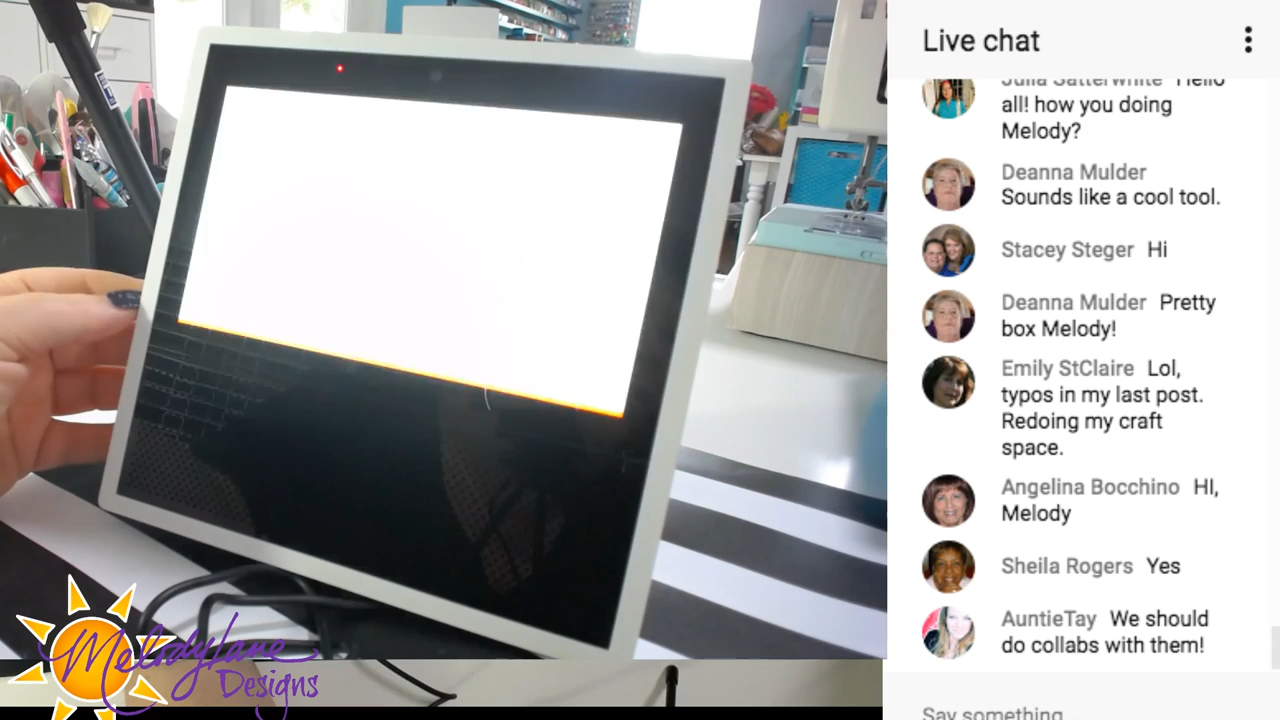 Live chat
Julia Satterwhite Hello
all! how you doing
Melody?
Deanna Mulder
Sounds like a cool tool.
Stacey Steger Hi
Deanna Mulder Pretty
box Melody!
Emily StClaire Lol,
typos in my last post.
Redoing my craft
space.
Angelina Bocchino HI,
Melody
Sheila Rogers Yes
AuntieTay We should
do collabs with them!
Say something
MelodyLane
Designs